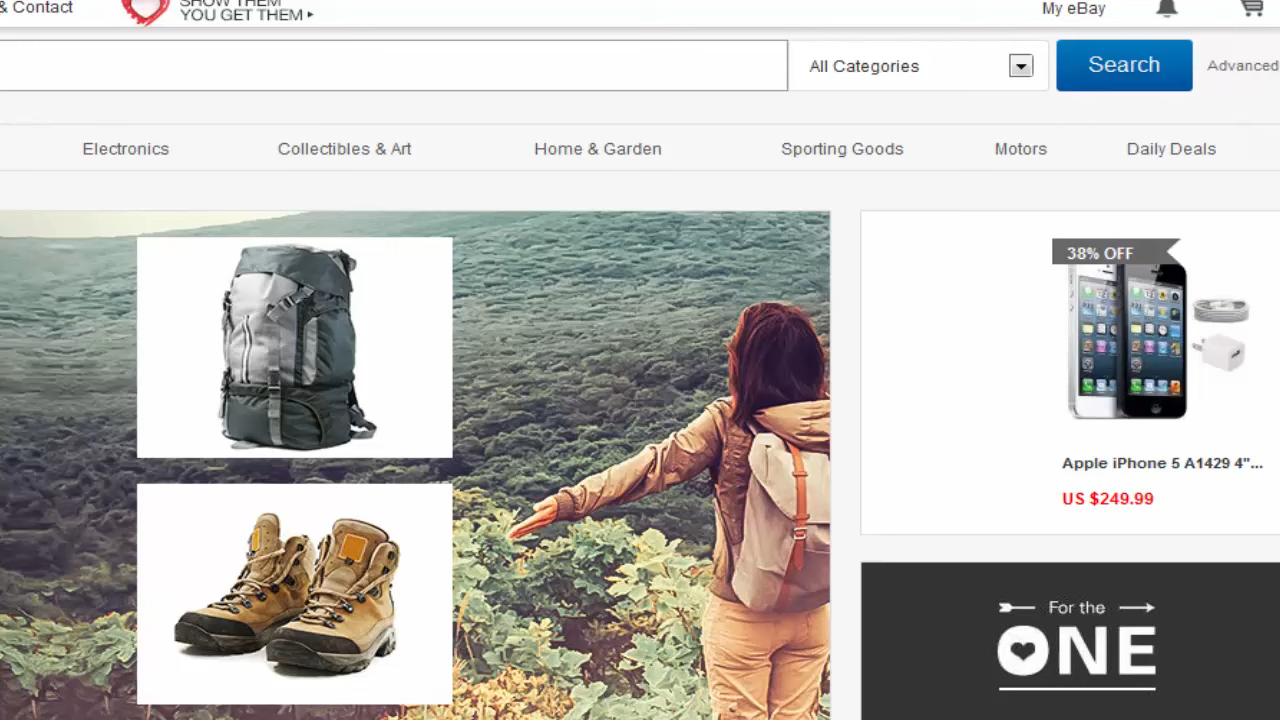 & Contact
SHOW THEM
YOU GET THEM
My eBay
All Categories
Search
Advanced
Electronics
Collectibles & Art
Home & Garden
Sporting Goods
Motors
Daily Deals
38% OFF
Apple iPhone 5 A1429 4"...
US $249.99
For the
ONE